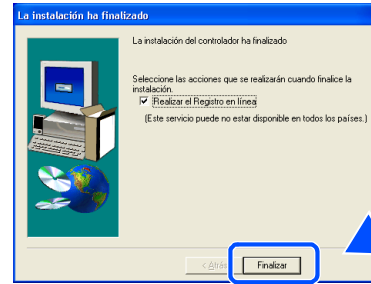 La instalación ha finalizado
La instalación del controlador ha finalizado
Seleccione las acciones que se realizarán cuando finalice la
instalación.
Realizar el Registro en línea
(Este servicio puede no estar disponible en todos los países.)
< Atrás
Finalizar